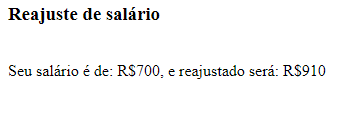 Reajuste de salário
Seu salário é de: R$700, e reajustado será: R$910